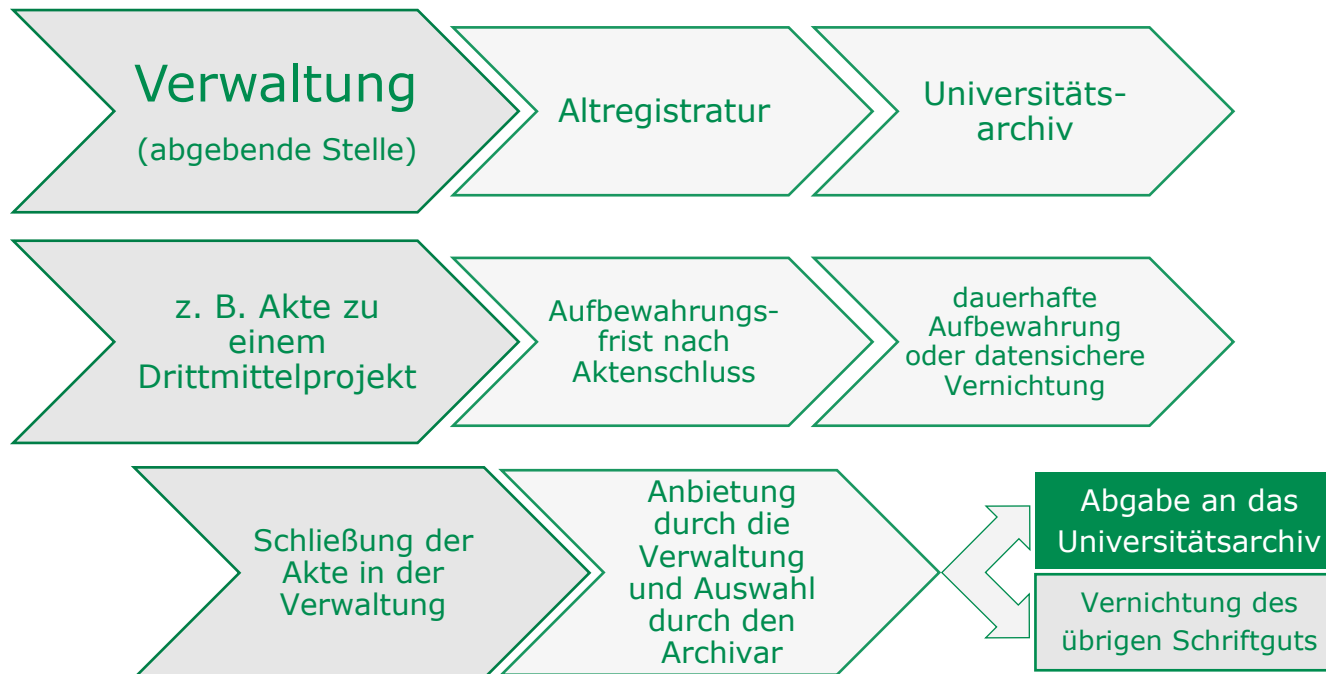 Verwaltung
(abgebende Stelle)
Altregistratur
Universitäts-
archiv
z. B. Akte zu
einem
Drittmittelprojekt
Aufbewahrungs-
frist nach
Aktenschluss
dauerhafte
Aufbewahrung
oder datensichere
Vernichtung
Schließung der
Akte in der
Verwaltung
Anbietung
durch die
Verwaltung
und Auswahl
durch den
Archivar
Abgabe an das
Universitätsarchiv
Vernichtung des
übrigen Schriftguts